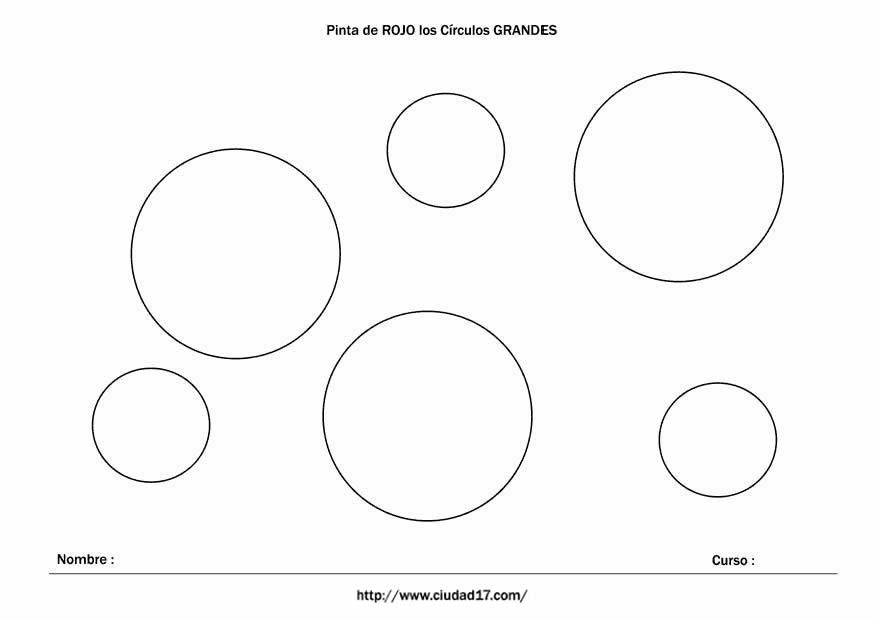 Pinta de ROJO los Círculos GRANDES
Nombre :
Curso :
http://www.ciudad17.com/